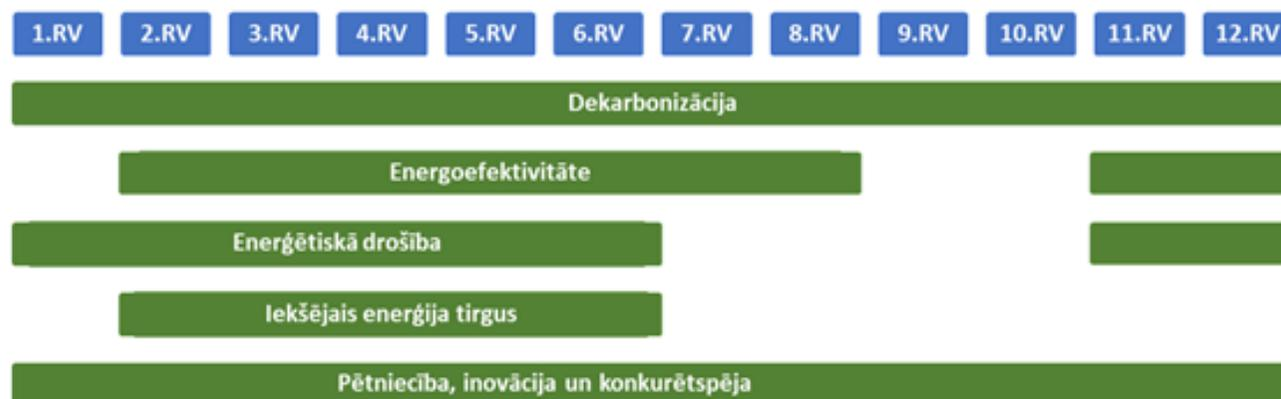 1.RV 2.RV 3.RV 4.RV 5.RV 6.RV 7.RV 8.RV 9.RV 10.RV 11.RV 12.RV
Dekarbonizācija
Energoefektivitāte
Enerģētiskā drošība
Iekšējais enerģija tirgus
Pētniecība, inovācija un konkurētspēja